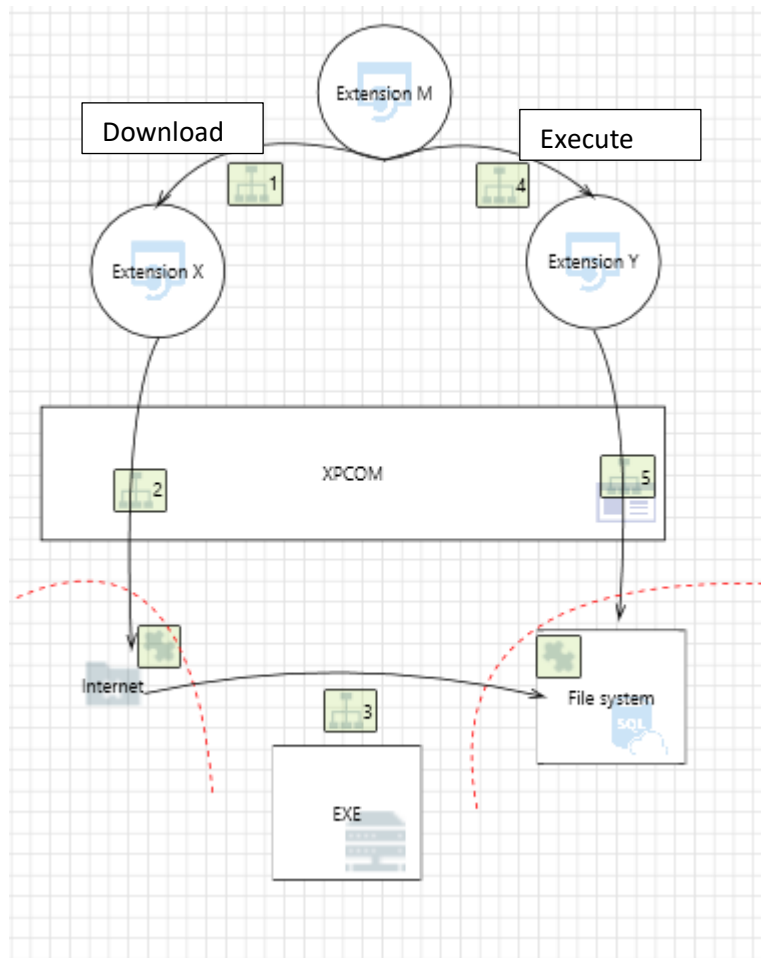 Extension M
Download
Execute
1
4
Extension X
Extension Y
XPCOM
2
5
Internet
File system
3
SQL
EXE